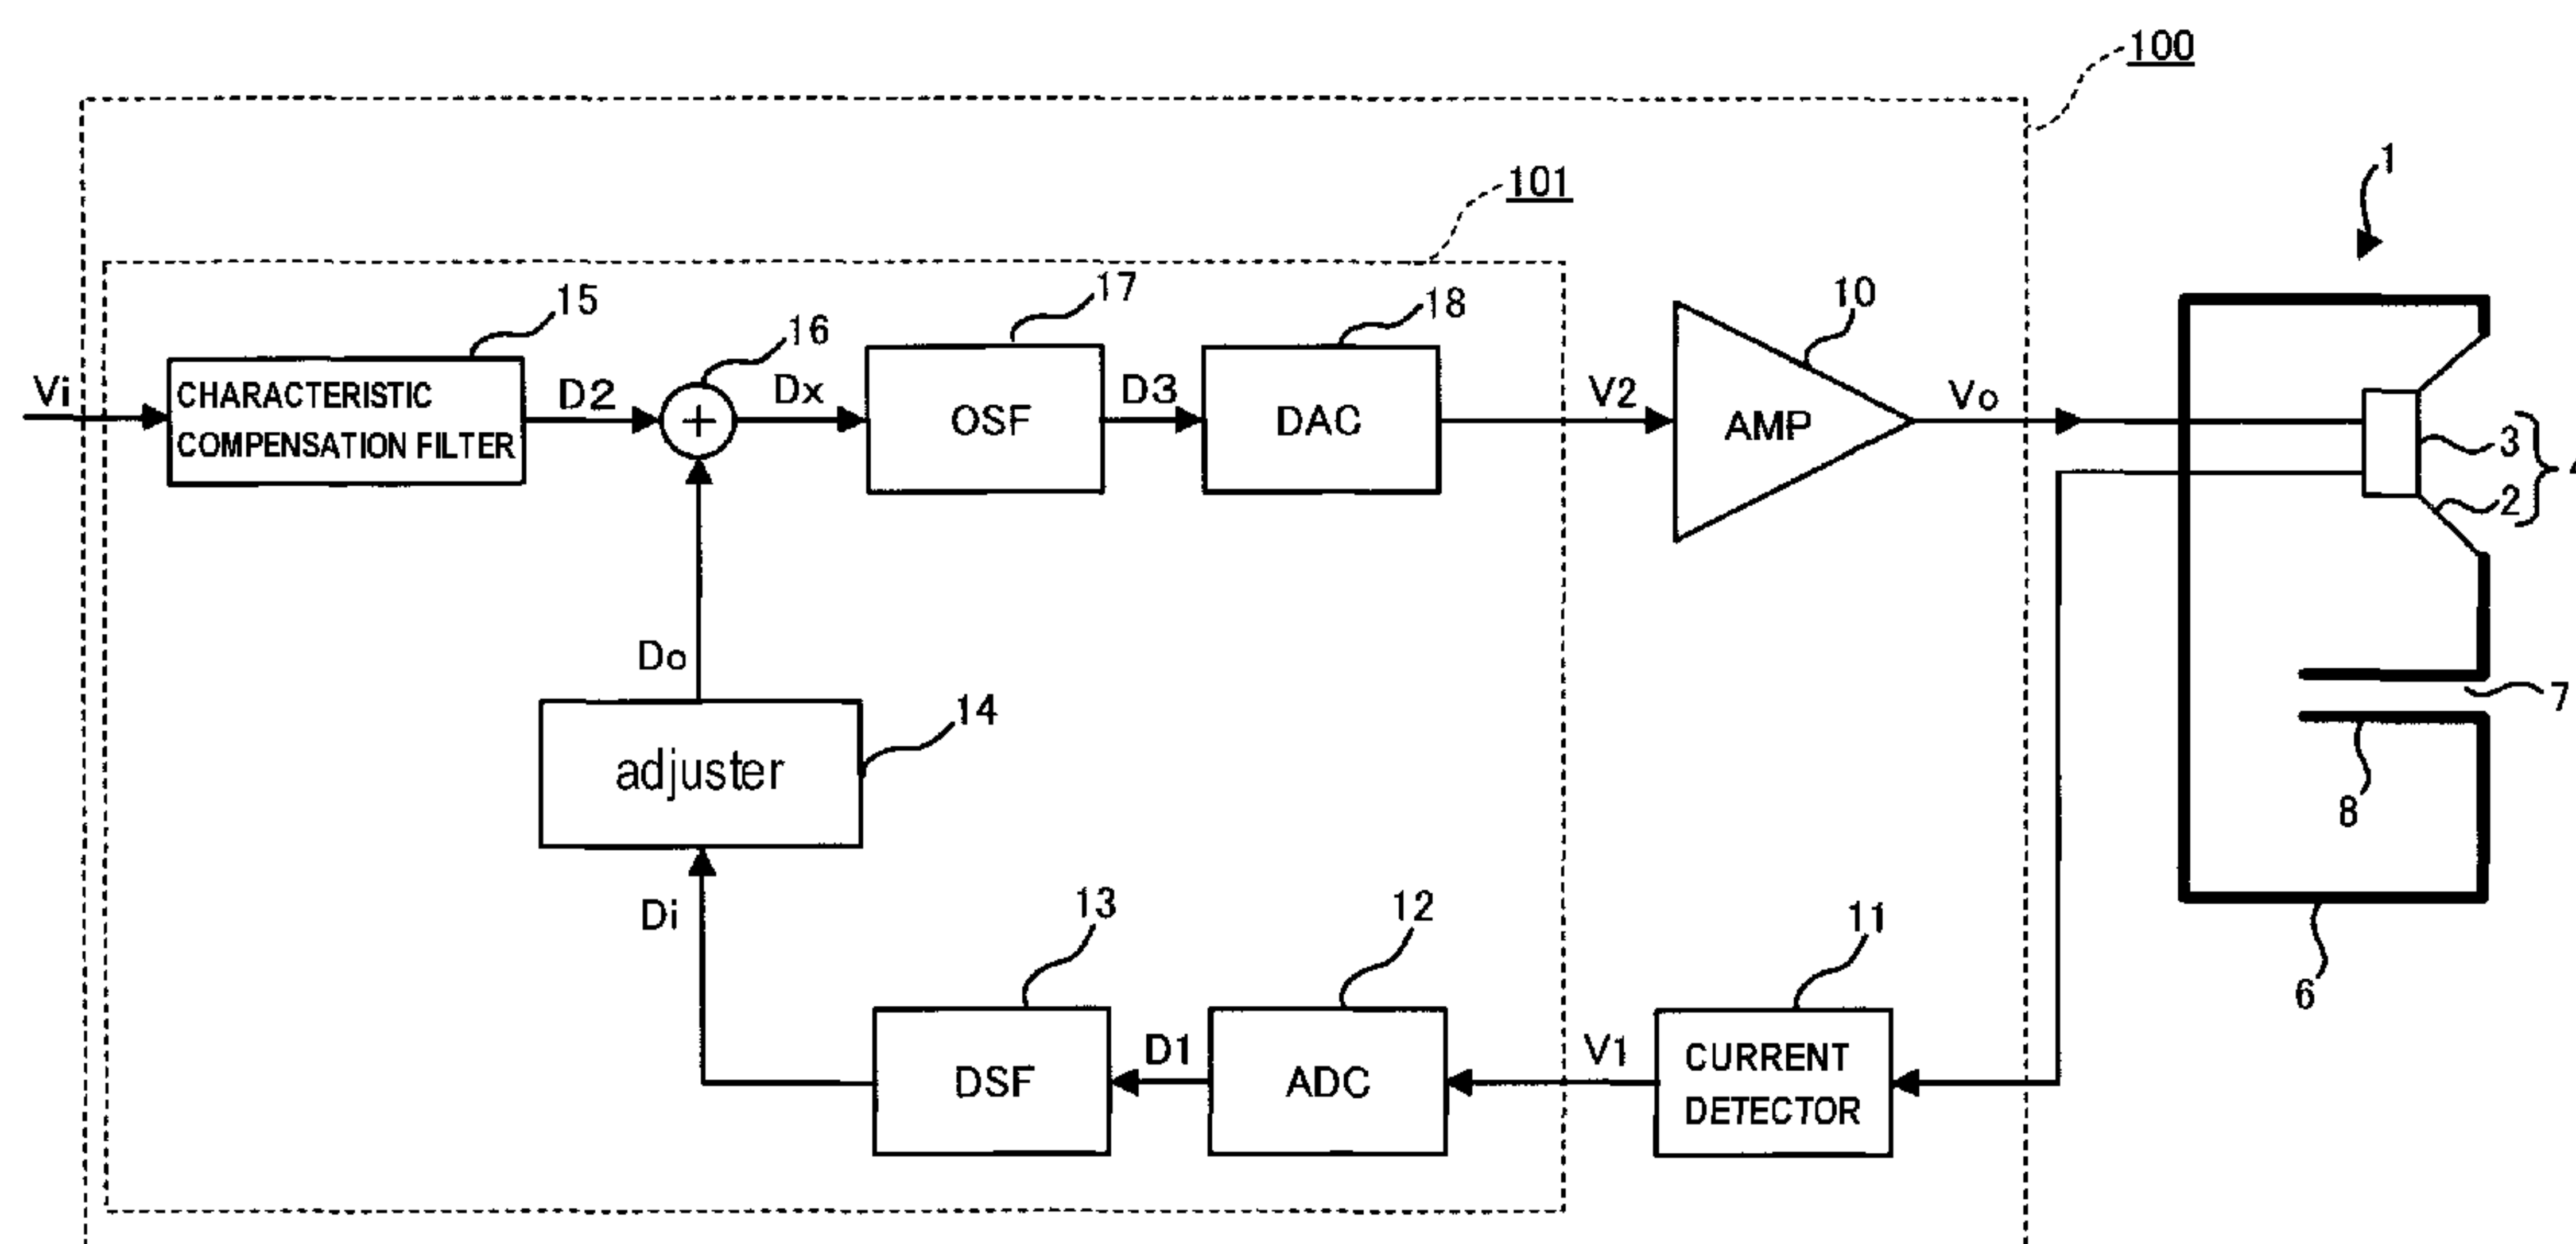 100
1
101
15
16
17
18
10
Vi
CHARACTERISTIC
COMPENSATION FILTER
D2
+
Dx
OSF
D3
DAC
V2
AMP
Vo
3
4
2
Do
7
adjuster
14
8
Di
13
12
11
6
DSF
D1
ADC
V1
CURRENT
DETECTOR